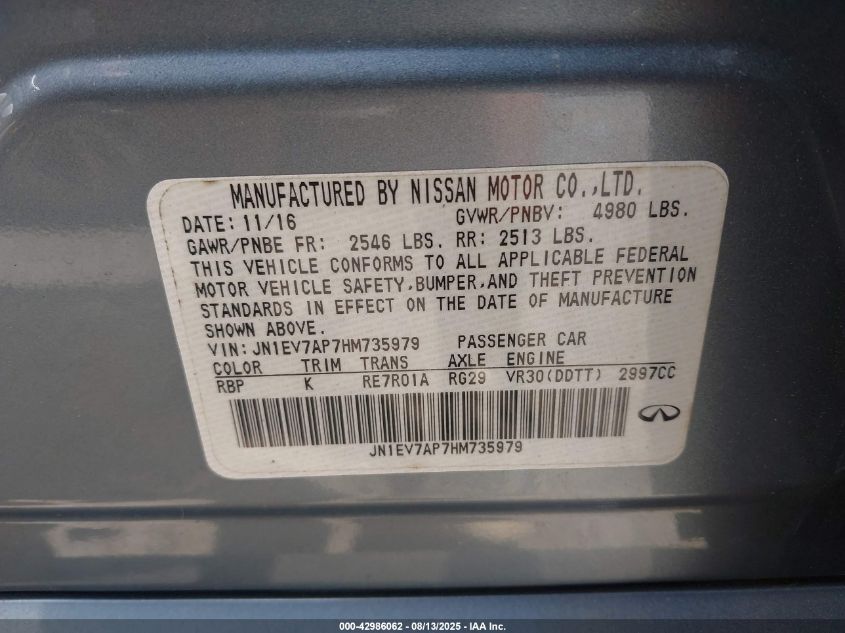 MANUFACTURED BY NISSAN MOTOR CO.,LTD.
DATE: 11/16 GVWR/PNBV: 4980 LBS.
GAWR/PNBE FR: 2546 LBS. RR: 2513 LBS.
THIS VEHICLE CONFORMS TO ALL APPLICABLE FEDERAL
MOTOR VEHICLE SAFETY,BUMPER,AND THEFT PREVENTION
STANDARDS IN EFFECT ON THE DATE OF MANUFACTURE
SHOWN ABOVE.
VIN:JN1EV7AP7HM735979 PASSENGER CAR
COLOR TRIM TRANS AXLE ENGINE
RBP K RE7R01A RG29 VR30(DDTT) 2997CC
JN1EV7AP7HM735979
000-42986062 - 08/13/2025 - IAA Inc.